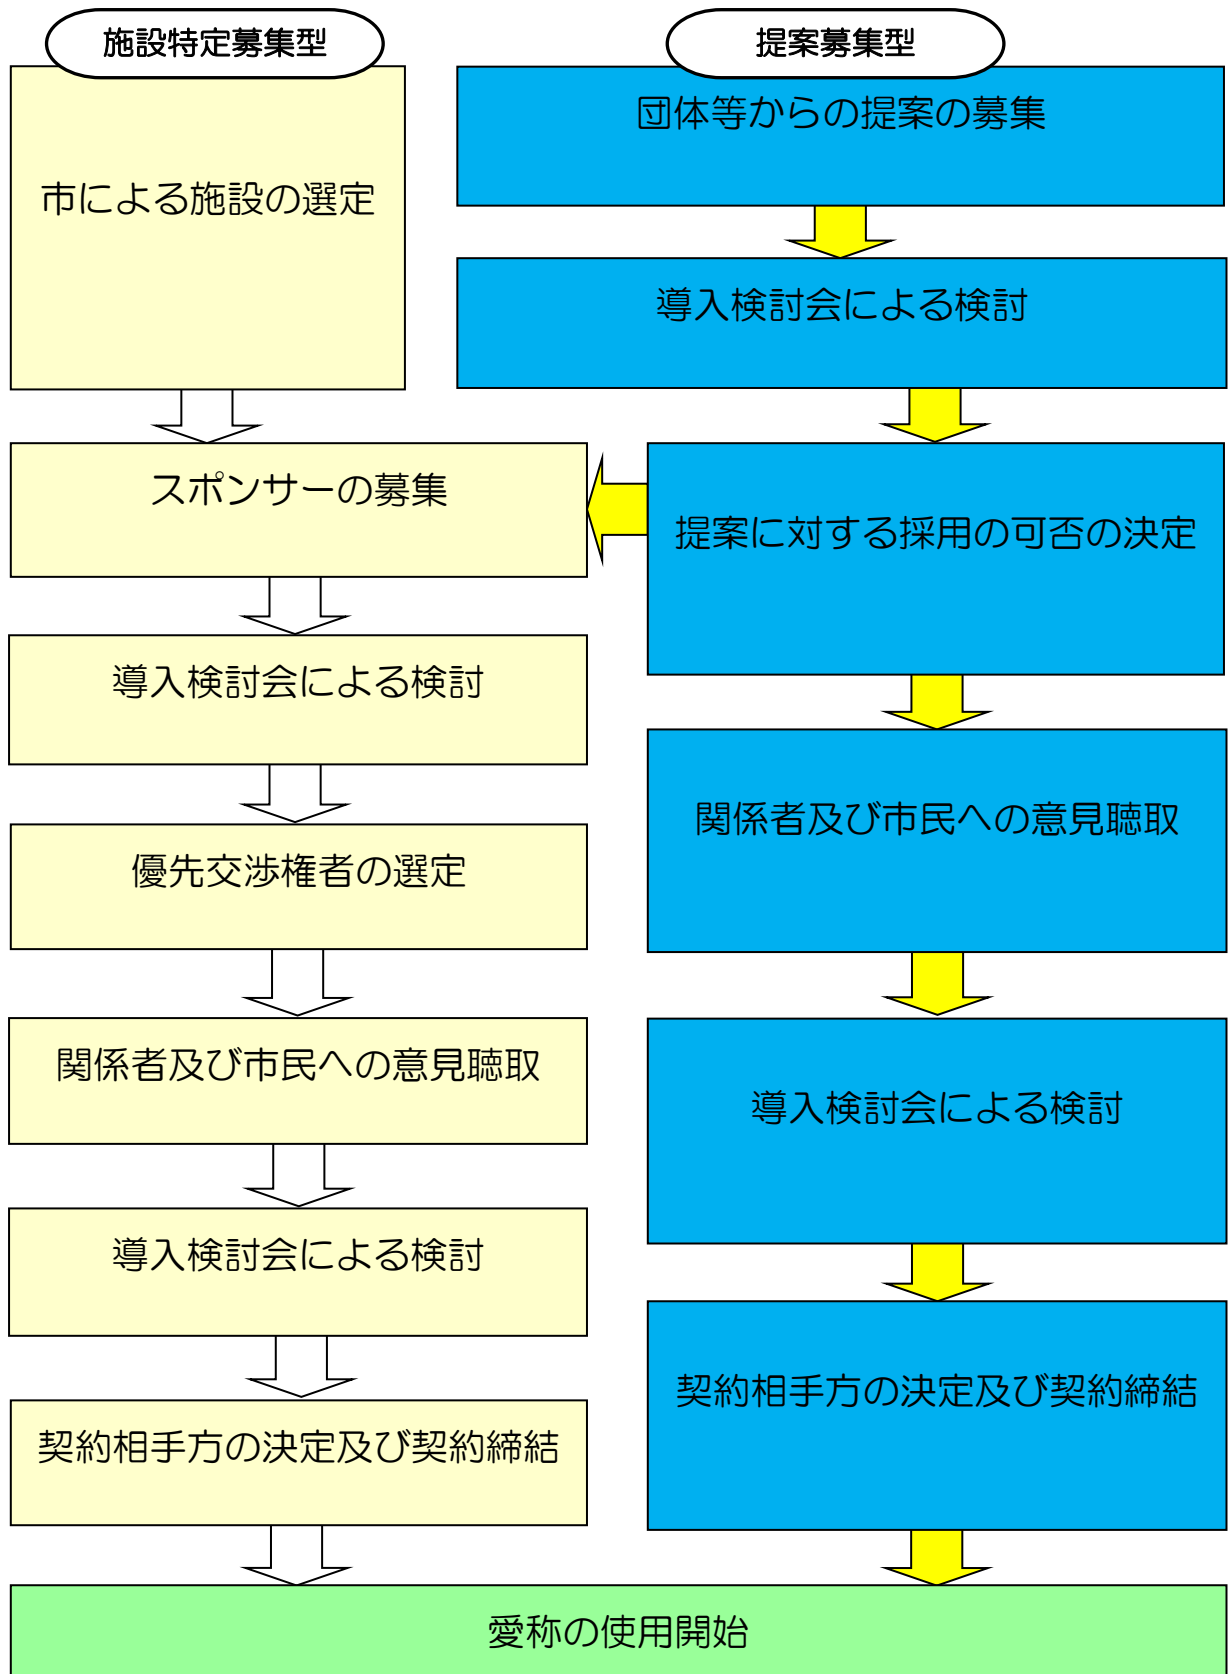 施設特定募集型
市による施設の選定
スポンサーの募集
導入検討会による検討
優先交渉権者の選定
関係者及び市民への意見聴取
導入検討会による検討
契約相手方の決定及び契約締結
提案募集型
団体等からの提案の募集
導入検討会による検討
提案に対する採用の可否の決定
関係者及び市民への意見聴取
導入検討会による検討
契約相手方の決定及び契約締結
愛称の使用開始